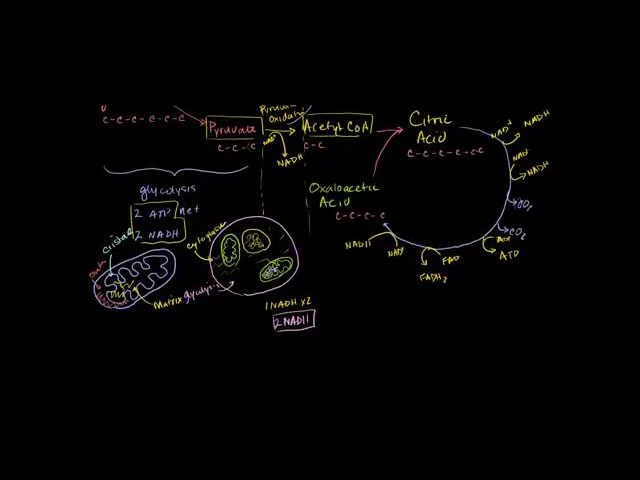 C-C-C-C-C-C
Pyruvate
C-C-C
glycolysis
2 ATP net
2 NADH
Pyruvate
Oxidation
NAD+
NADH
Acetyl CoA
C-C
Oxaloacetic
Acid
C-C-C-C
Citric
Acid
C-C-C-C-C-C
NAD+
NADH
NAD+
NADH
CO2
CO2
ADP
ATP
FAD
FADH2
NAD+
NADH
cristae
Matrix
cytoplasm
glycolysis
1 NADH x2
2 NADH